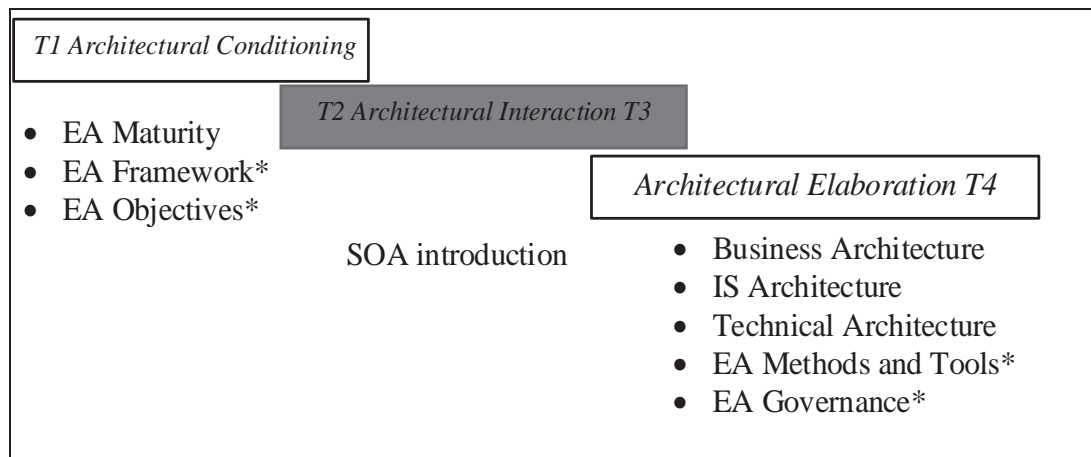 T1 Architectural Conditioning
T2 Architectural Interaction T3
• EA Maturity
• EA Framework*
• EA Objectives*
Architectural Elaboration T4
SOA introduction
• Business Architecture
• IS Architecture
• Technical Architecture
• EA Methods and Tools*
• EA Governance*